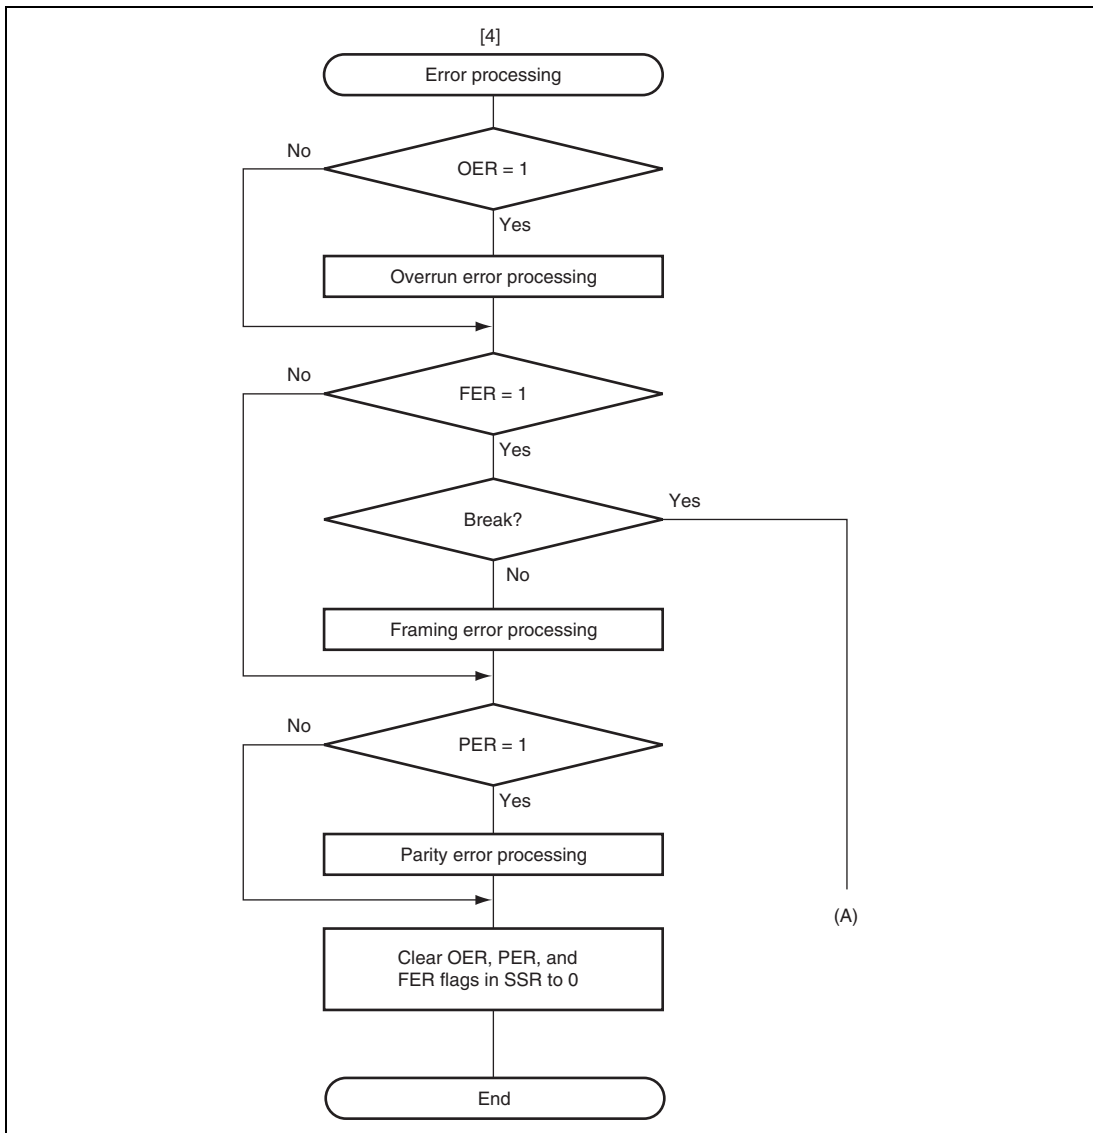 [4]
Error processing
No
OER = 1
Yes
Overrun error processing
No
FER = 1
Yes
Break?
Yes
No
Framing error processing
No
PER = 1
Yes
Parity error processing
(A)
Clear OER, PER, and
FER flags in SSR to 0
End